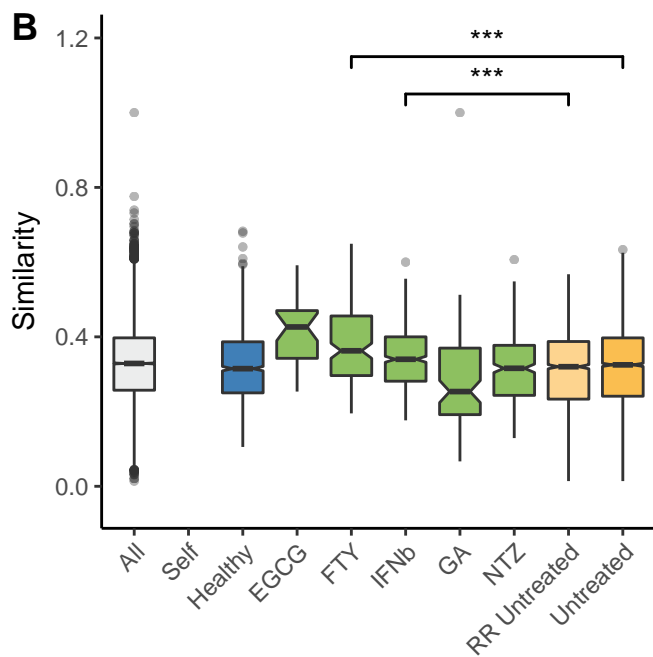 B
1.2
***
***
0.8
Similarity
0.4
0.0
All
Self
Healthy
EGCG
FTY
IFNb
GA
NTZ
RR Untreated
Untreated